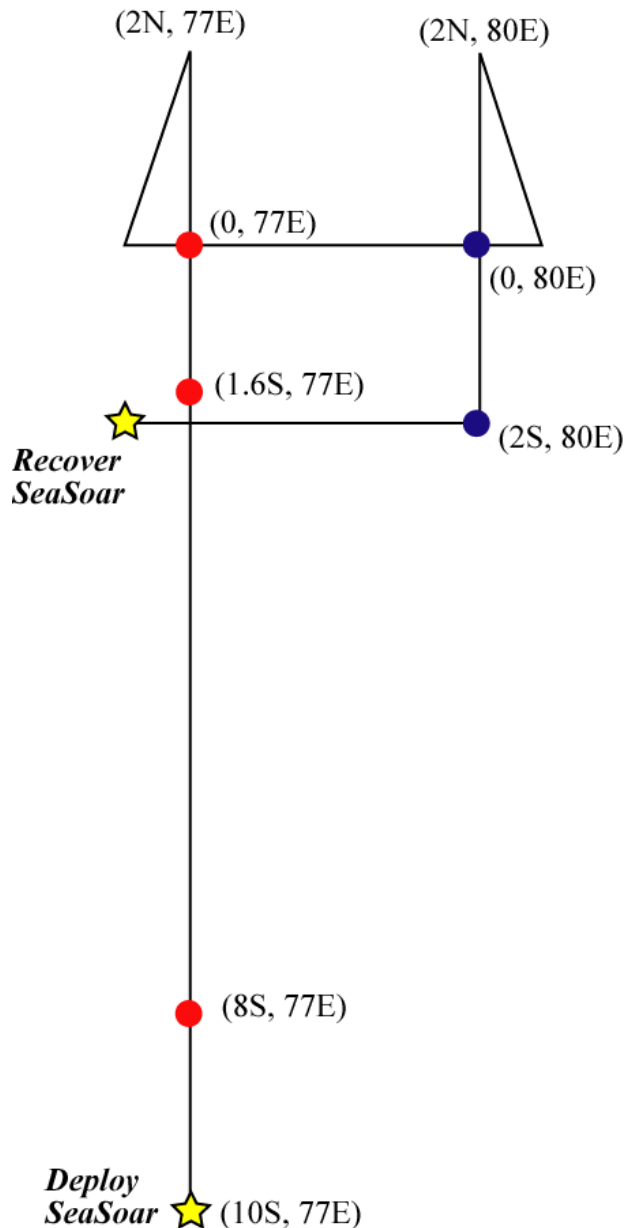 (2N, 77E)
(2N, 80E)
(0, 77E)
(0, 80E)
(1.6S, 77E)
(2S, 80E)
Recover
SeaSoar
(8S, 77E)
Deploy
SeaSoar
(10S, 77E)